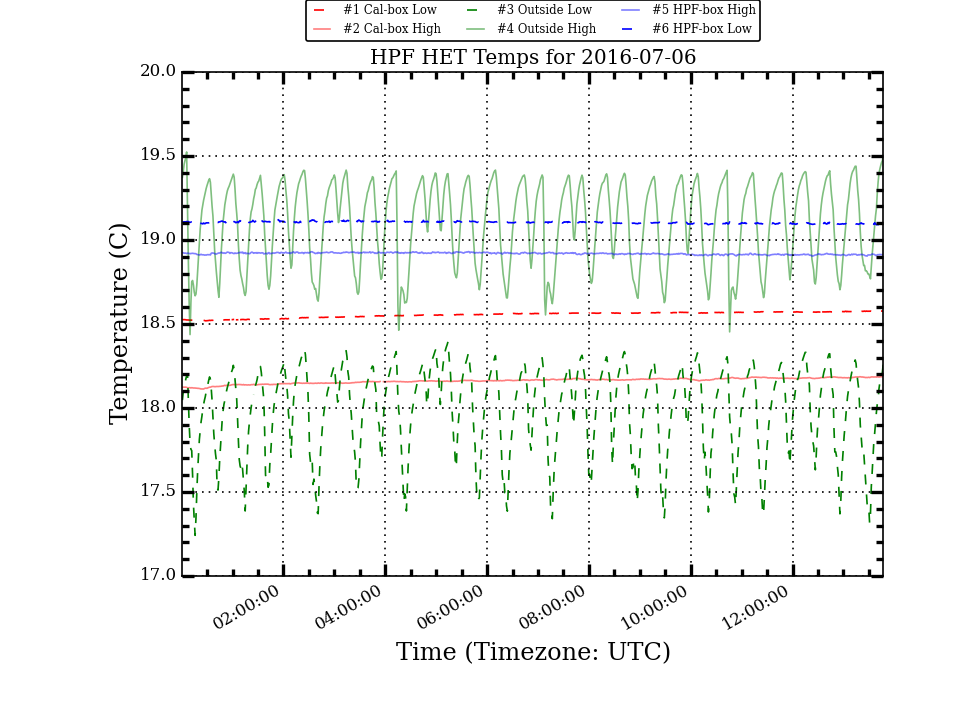 #1 Cal-box Low #3 Outside Low #5 HPF-box High
#2 Cal-box High #4 Outside High #6 HPF-box Low
HPF HET Temps for 2016-07-06
20.0
19.5
19.0
18.5
18.0
17.5
17.0
Temperature (C)
02:00:00 04:00:00 06:00:00 08:00:00 10:00:00 12:00:00
Time (Timezone: UTC)